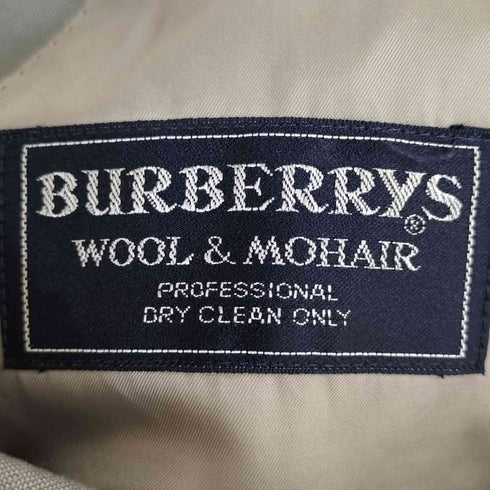 BURBERRYS®
WOOL & MOHAIR
PROFESSIONAL
DRY CLEAN ONLY